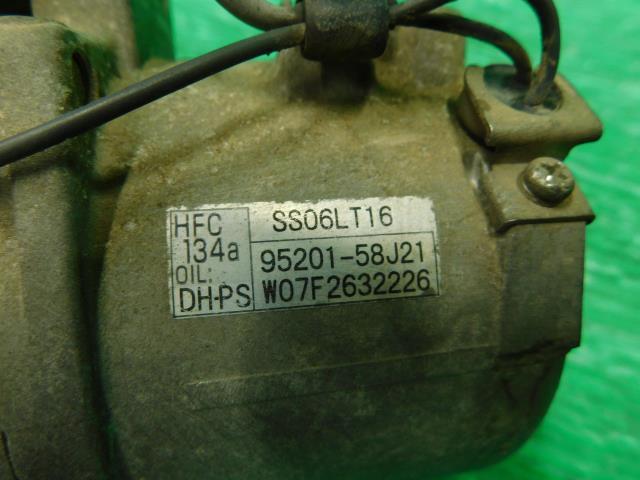 HFC
134a
OIL:
DH-PS
SS06LT16
95201-58J21
W07F2632226